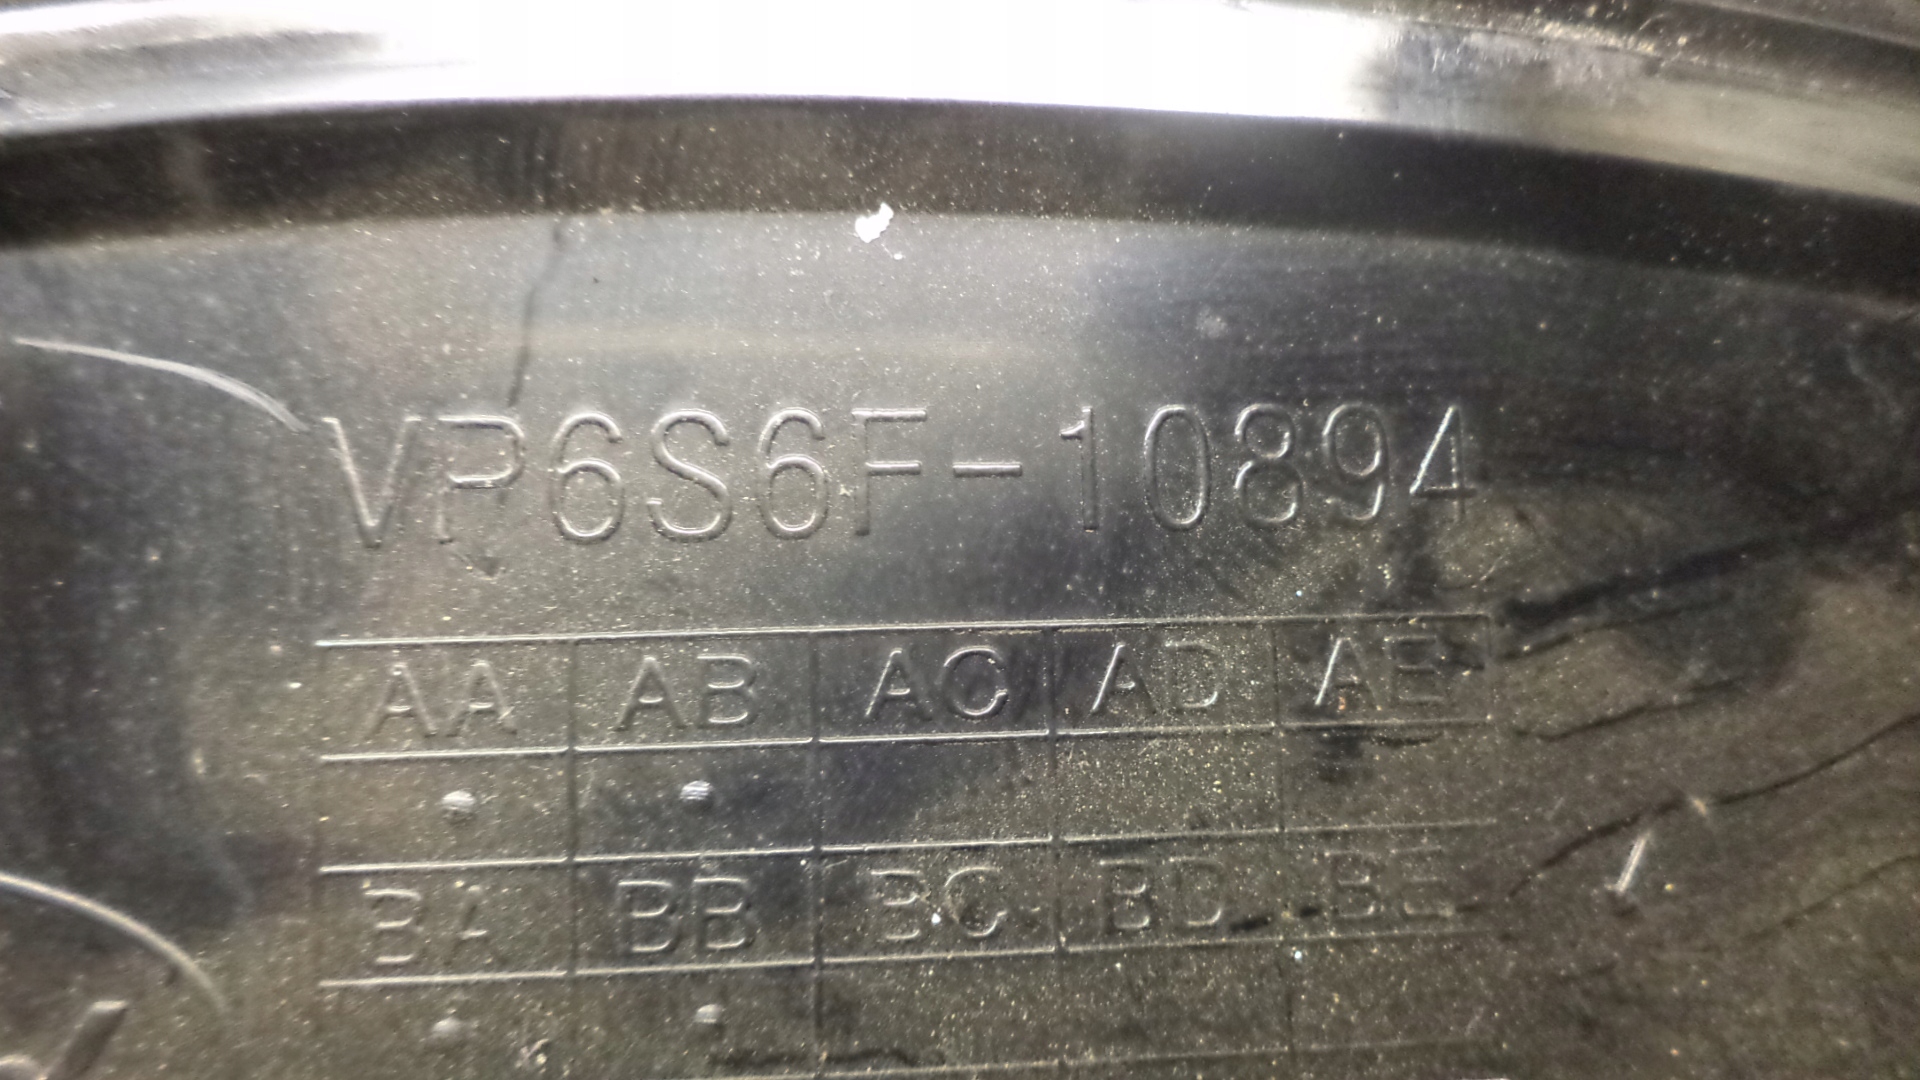 VP6S6F-10894
AA AB AC AD AE
BA BB BC BD BE